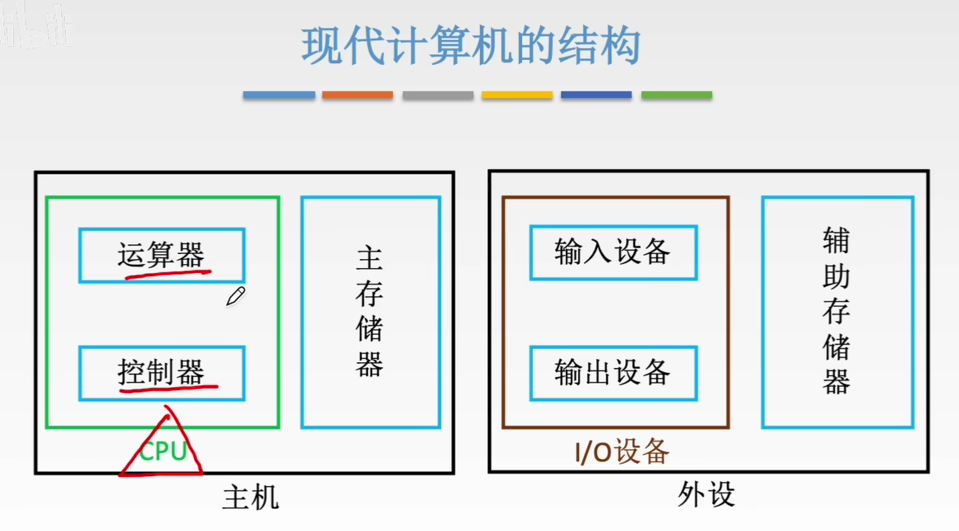 现代计算机的结构
运算器
控制器
CPU
主存储器
主机
输入设备
输出设备
I/O设备
辅助存储器
外设